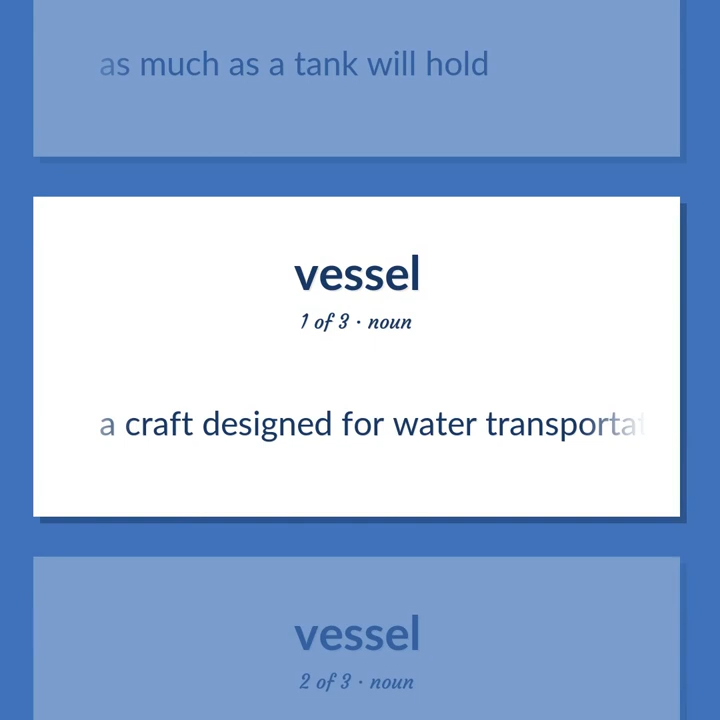 as much as a tank will hold
vessel
1 of 3 · noun
a craft designed for water transportat
vessel
2 of 3 · noun